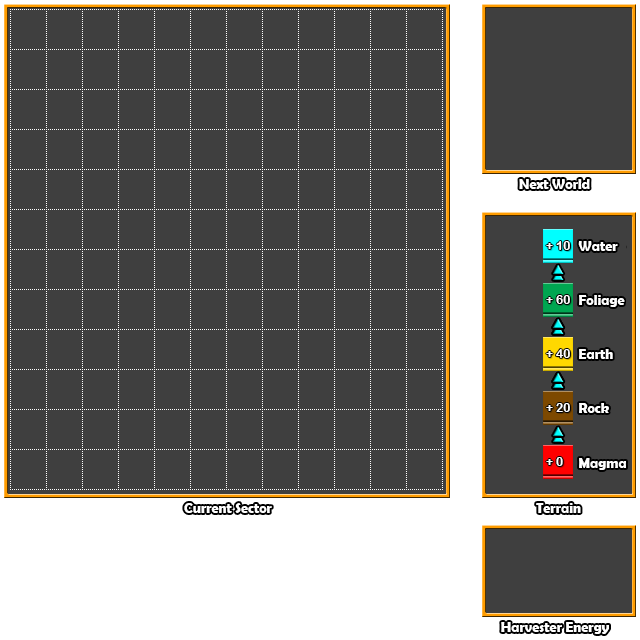 Next World
+ 10 Water
+ 60 Foliage
+ 40 Earth
+ 20 Rock
+ 0 Magma
Current Sector
Terrain
Harvester Energy